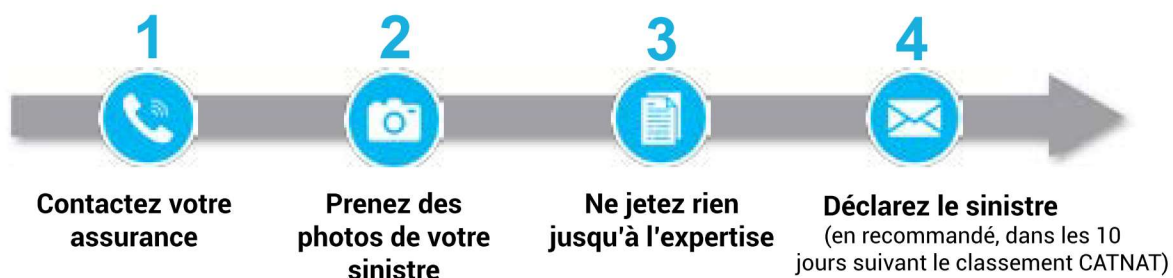 1
2
3
4
Contactez votre
assurance
Prenez des
photos de votre
sinistre
Ne jetez rien
jusqu'à l'expertise
Déclarez le sinistre
(en recommandé, dans les 10
jours suivant le classement CATNAT)